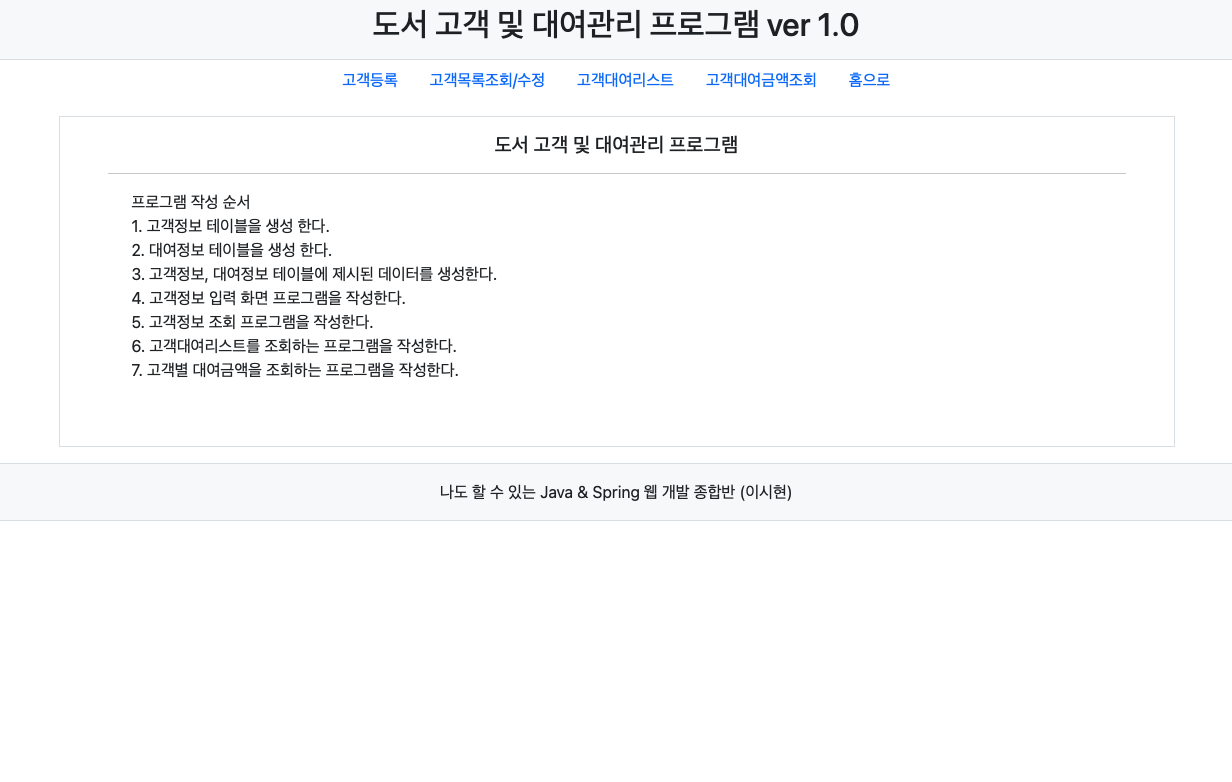 도서 고객 및 대여관리 프로그램 ver 1.0
고객등록 고객목록조회/수정 고객대여리스트 고객대여금액조회 홈으로
도서 고객 및 대여관리 프로그램
프로그램 작성 순서
1. 고객정보 테이블을 생성 한다.
2. 대여정보 테이블을 생성 한다.
3. 고객정보, 대여정보 테이블에 제시된 데이터를 생성한다.
4. 고객정보 입력 화면 프로그램을 작성한다.
5. 고객정보 조회 프로그램을 작성한다.
6. 고객대여리스트를 조회하는 프로그램을 작성한다.
7. 고객별 대여금액을 조회하는 프로그램을 작성한다.
나도 할 수 있는 Java & Spring 웹 개발 종합반 (이시현)